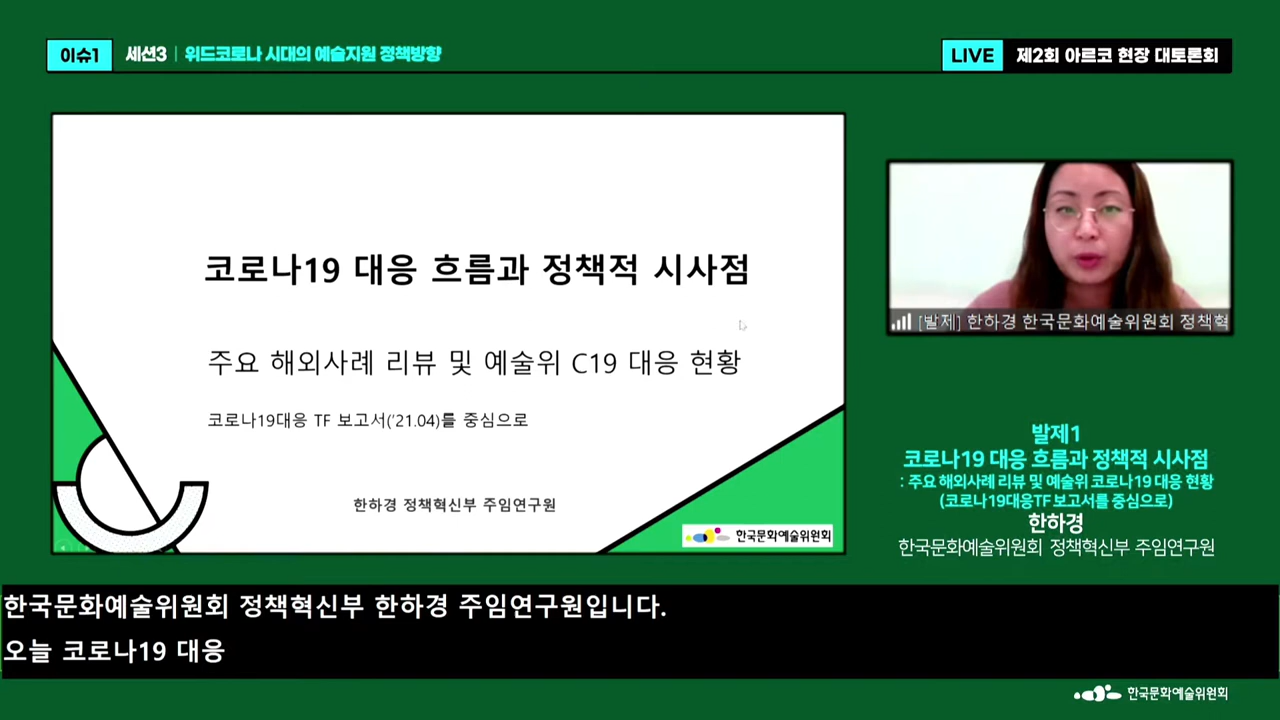 이슈1 세션3 | 위드코로나 시대의 예술지원 정책방향
LIVE 제2회 아르코 현장 대토론회
코로나19 대응 흐름과 정책적 시사점
주요 해외사례 리뷰 및 예술위 C19 대응 현황
코로나19대응 TF 보고서('21.04)를 중심으로
한하경 정책혁신부 주임연구원
한국문화예술위원회
[발제] 한하경 한국문화예술위원회 정책혁
발제1
코로나19 대응 흐름과 정책적 시사점
: 주요 해외사례 리뷰 및 예술위 코로나19 대응 현황
(코로나19대응TF 보고서를 중심으로)
한하경
한국문화예술위원회 정책혁신부 주임연구원
한국문화예술위원회 정책혁신부 한하경 주임연구원입니다.
오늘 코로나19 대응
한국문화예술위원회